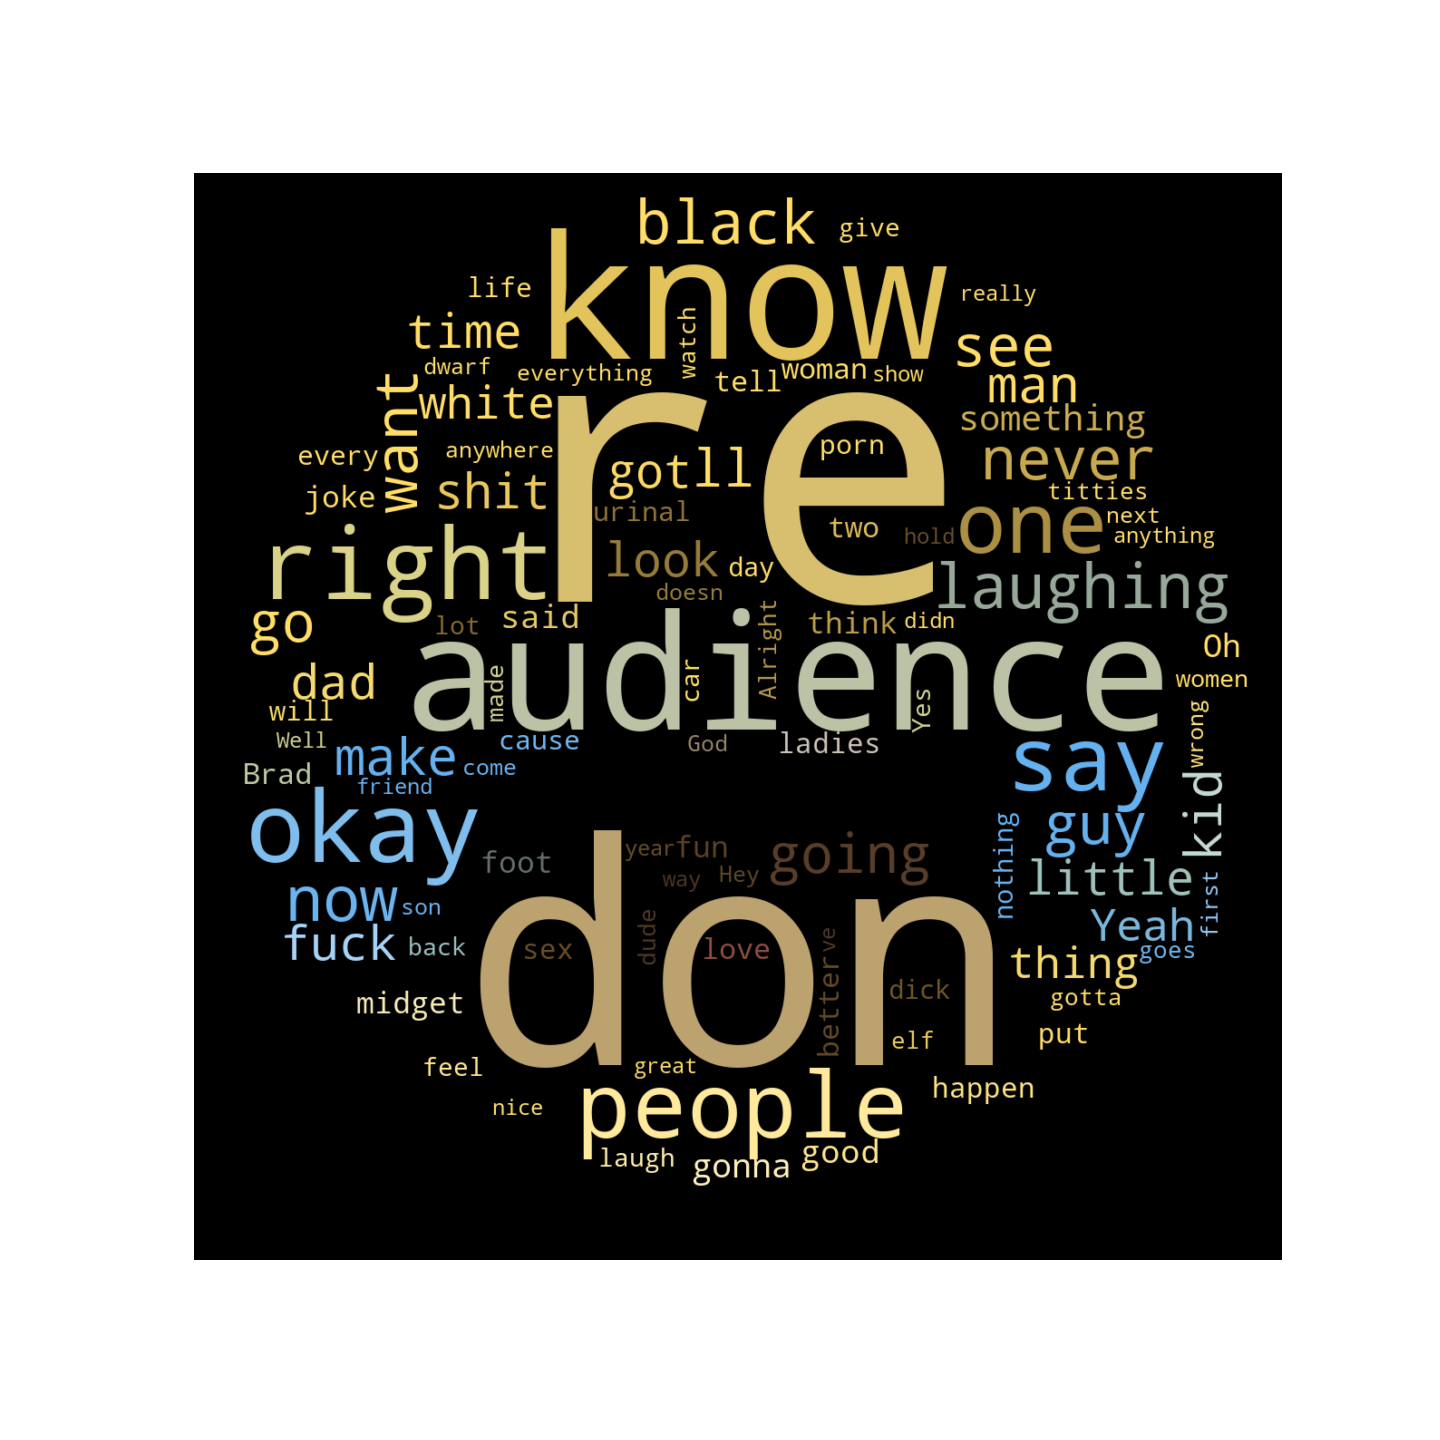 black
give
know
life
really
time
watch
see
dwarf
everything
tell
woman
show
man
want
white
re
something
every
anywhere
got
ll
porn
never
joke
shit
titties
urinal
two
hold
one
next
anything
right
look
day
doesn
laughing
go
lot
said
Alright
think
didn
audience
Oh
dad
made
car
Yes
women
will
Well
cause
God
ladies
wrong
Brad
make
come
friend
say
kid
okay
foot
year
fun
going
way
Hey
nothing
guy
little
now
son
don
first
fuck
back
sex
dude
love
better
ve
Yeah
goes
thing
midget
dick
gotta
elf
put
feel
great
happen
nice
people
laugh
gonna
good